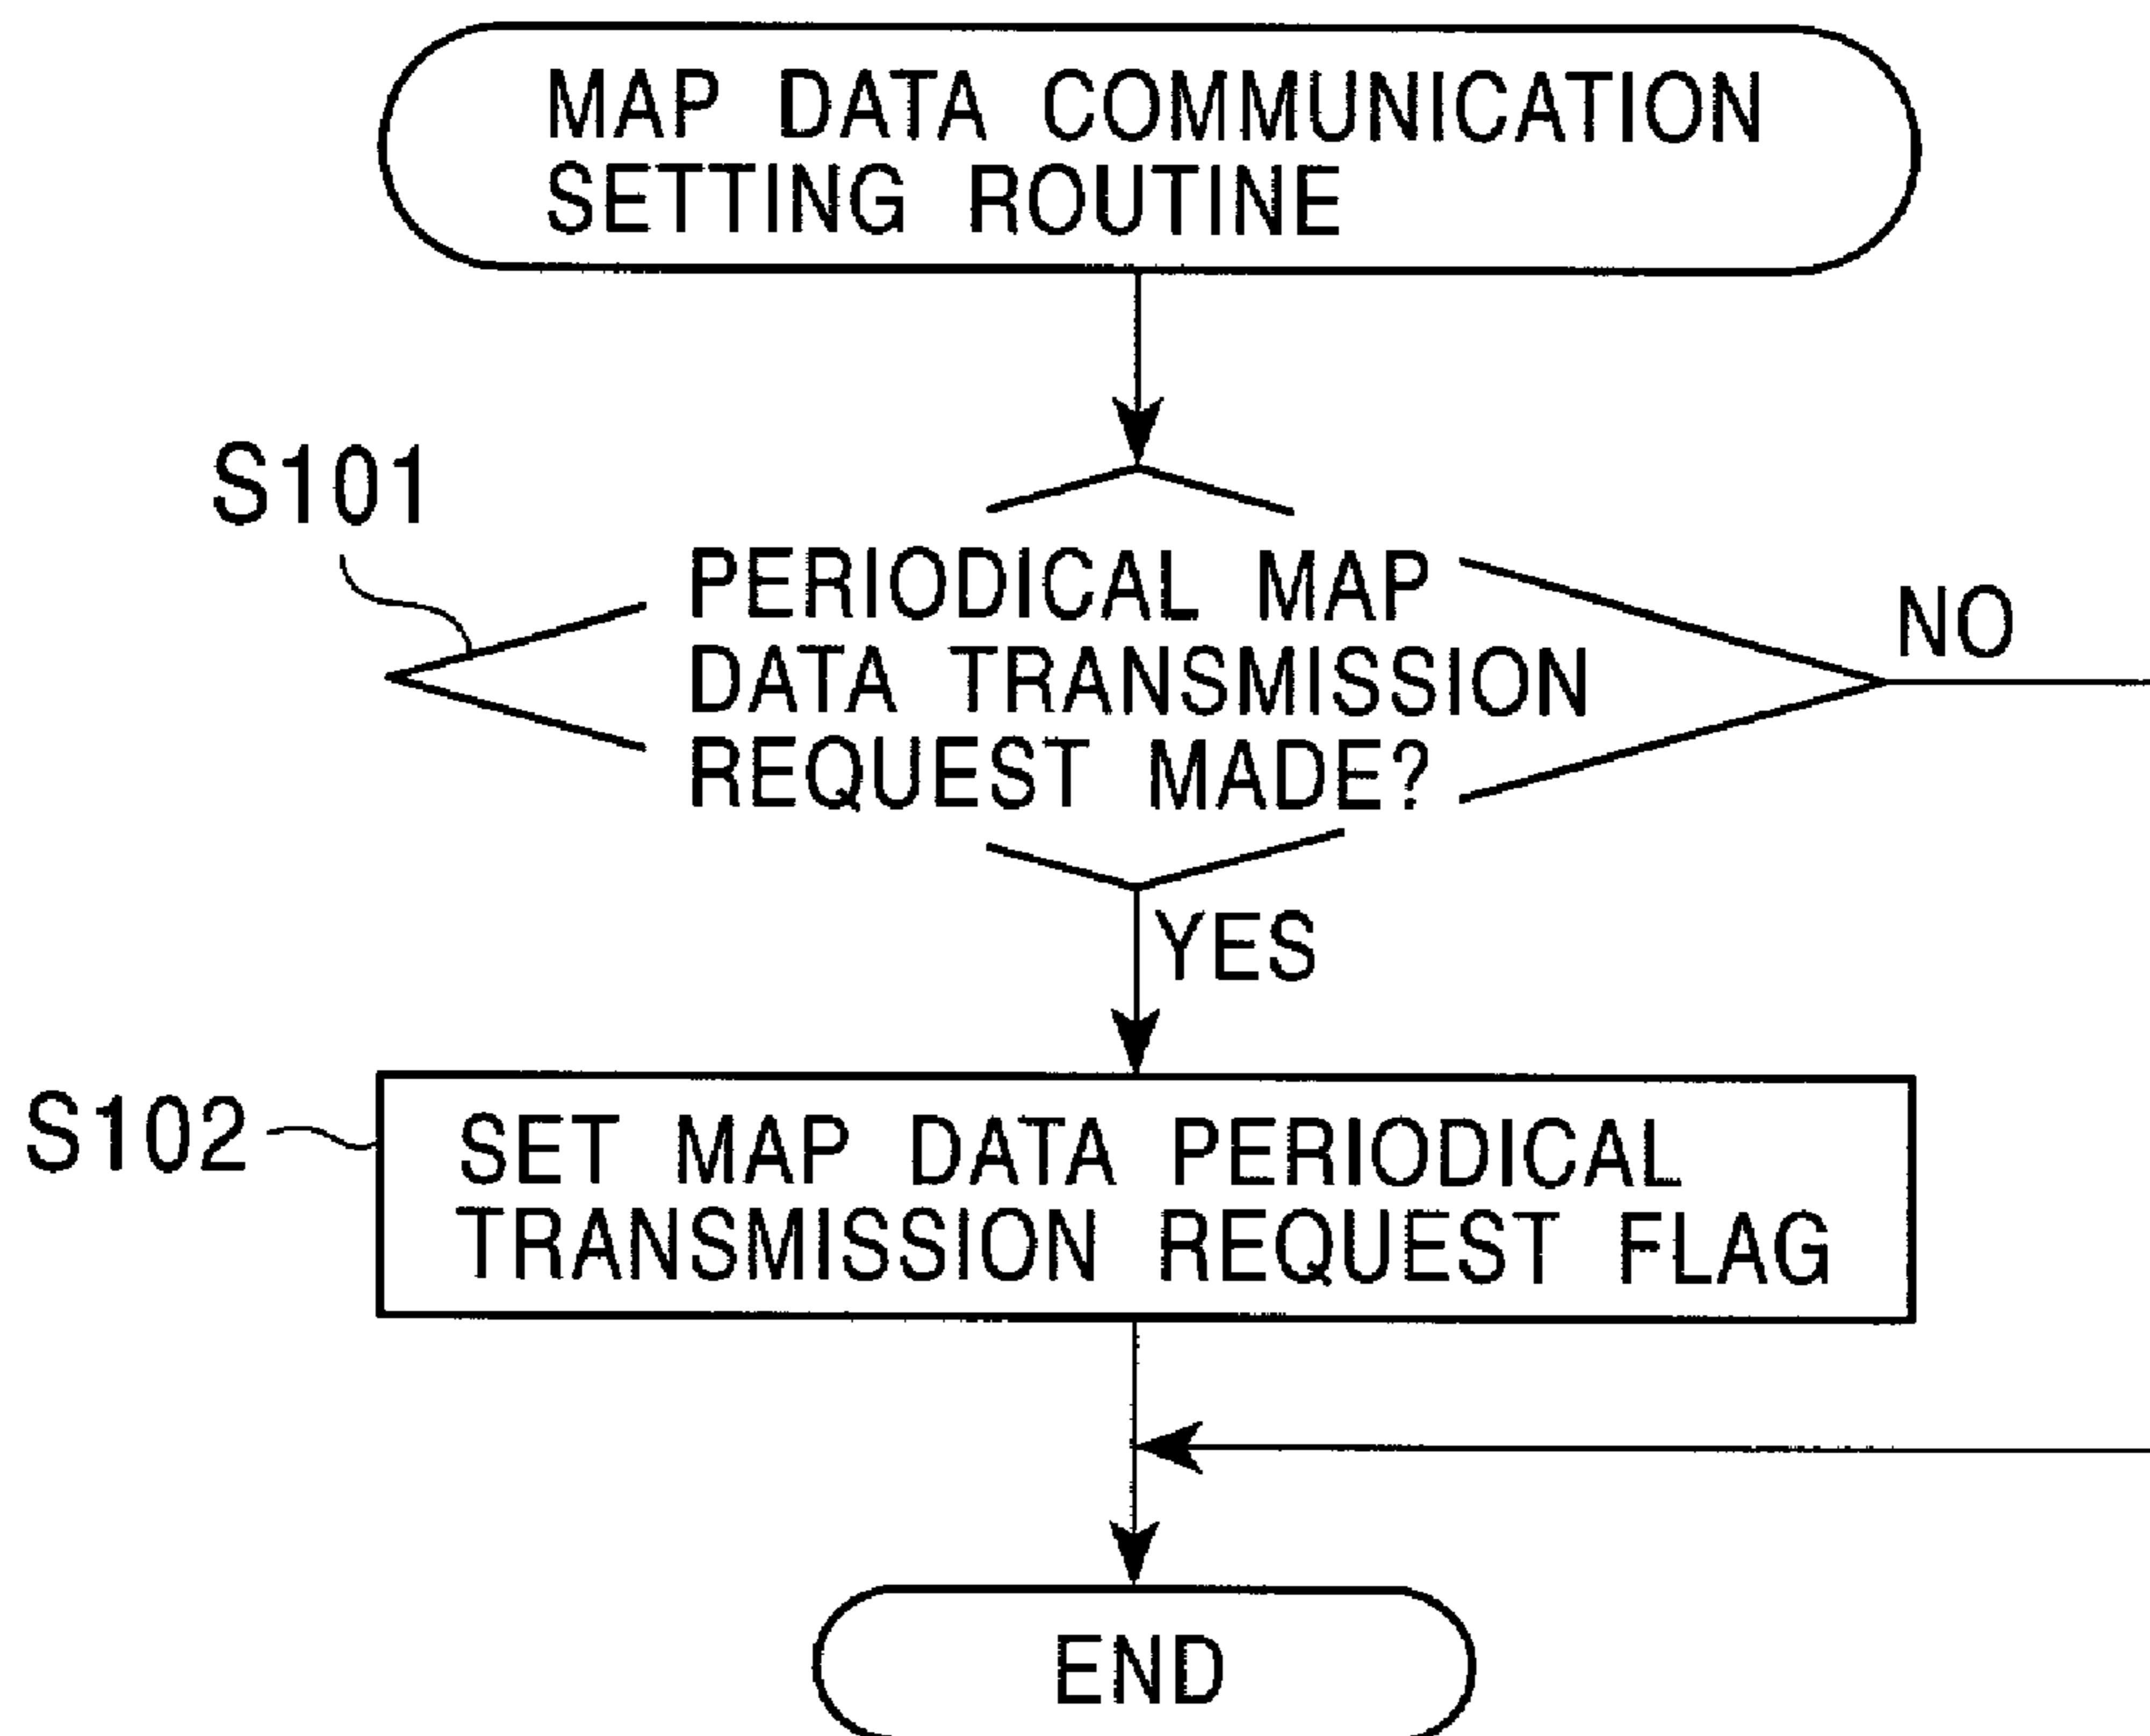 MAP DATA COMMUNICATION
SETTING ROUTINE
S101
PERIODICAL MAP
DATA TRANSMISSION
REQUEST MADE?
NO
YES
S102
SET MAP DATA PERIODICAL
TRANSMISSION REQUEST FLAG
END